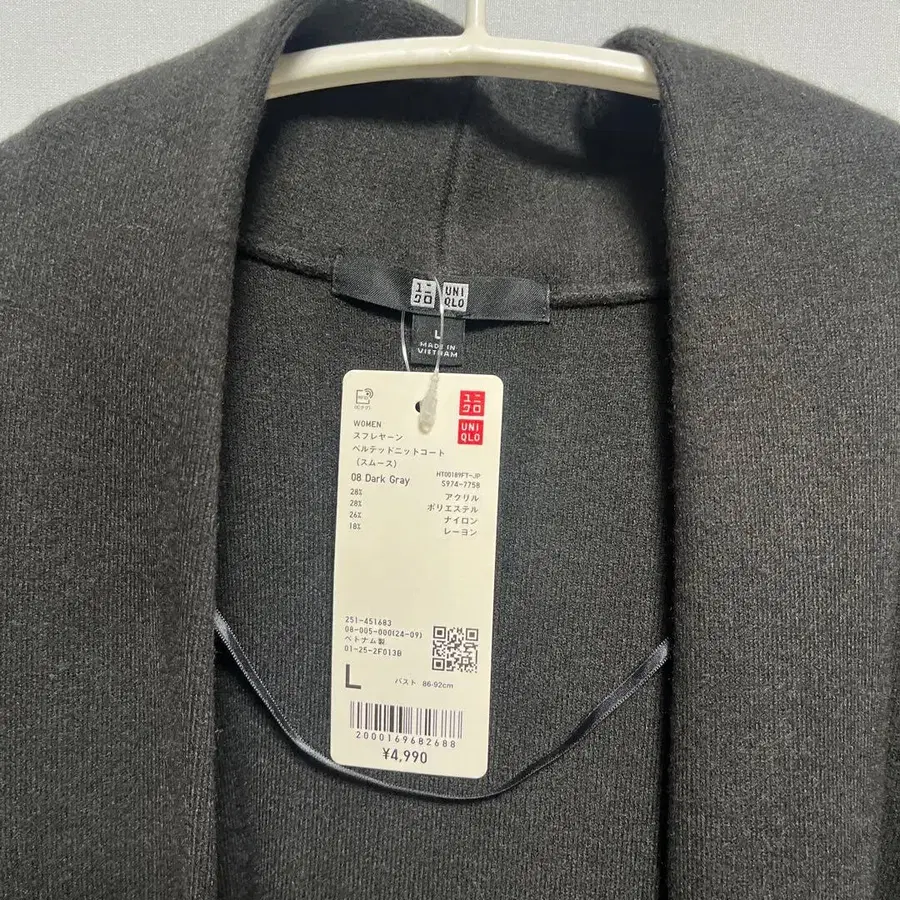 ユニ
クロ
UNI
QLO
L
MADE IN
VIETNAM
ユニ
クロ
UNI
QLO
WOMEN
スフレヤーン
ベルテッドニットコート
(スムース)
HT00189FT-JP
08 Dark Gray 5974-7758
28% アクリル
28% ポリエステル
26% ナイロン
18% レーヨン
251-451683
08-005-000(24-09)
ベトナム製
01-25-2F013B
L バスト 86-92cm
2000169682688
¥4,990